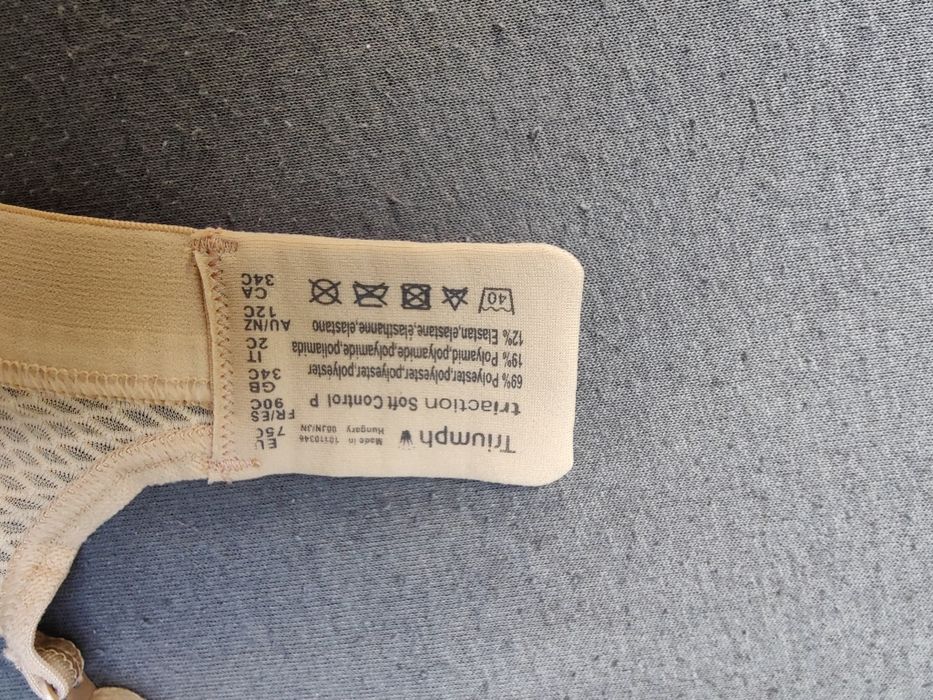 Triumph
Made in 10110346
Hungary 00JN/JN
triaction Soft Control P
69% Polyester,polyester,polyester,polyester
19% Polyamid,polyamide,polyamide,poliamida
12% Elastan,elastane,élasthanne,elastano
40
EU
75C
FR/ES
90C
GB
34C
IT
2C
AU/NZ
12C
CA
34C